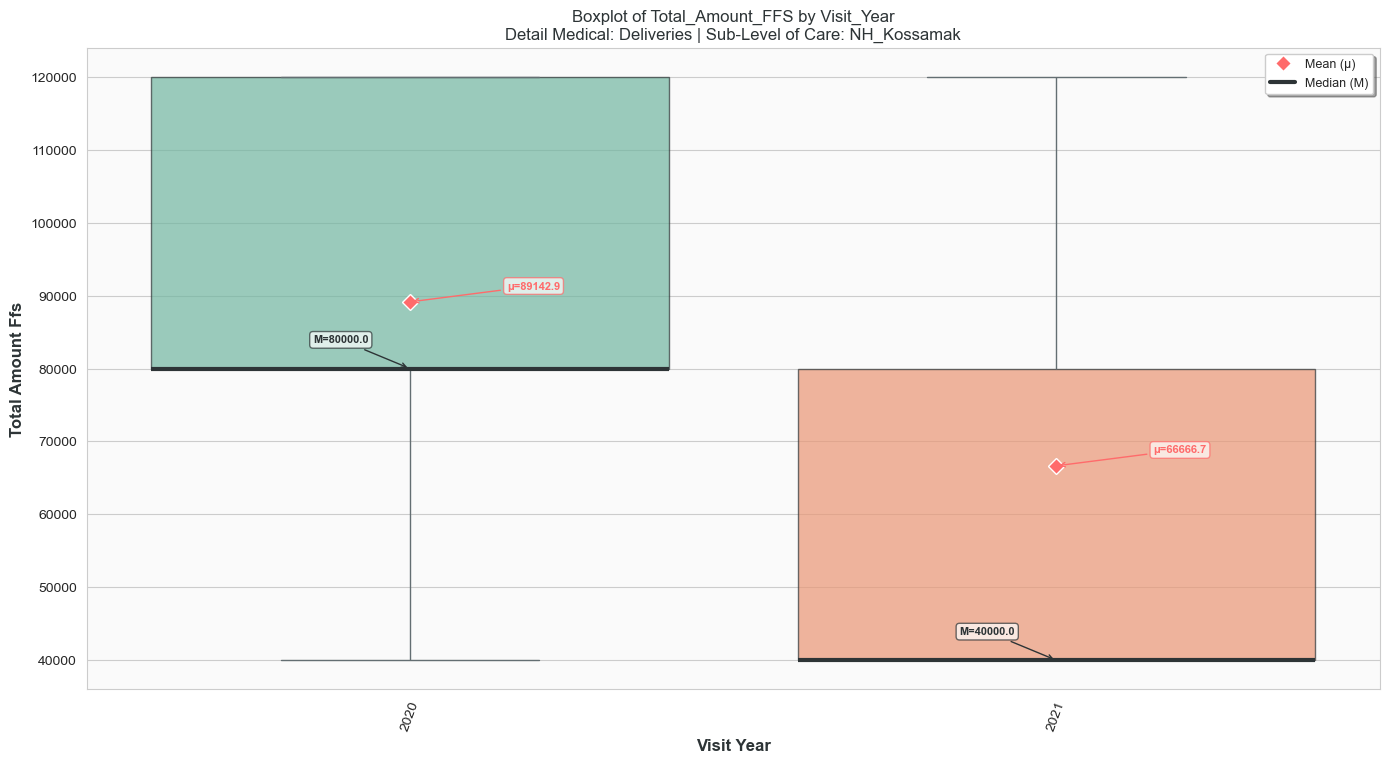 Boxplot of Total_Amount_FFS by Visit_Year
Detail Medical: Deliveries | Sub-Level of Care: NH_Kossamak
Mean (μ)
Median (M)
Total Amount Ffs
120000
110000
100000
90000
80000
70000
60000
50000
40000
μ=89142.9
M=80000.0
μ=66666.7
M=40000.0
2020
2021
Visit Year